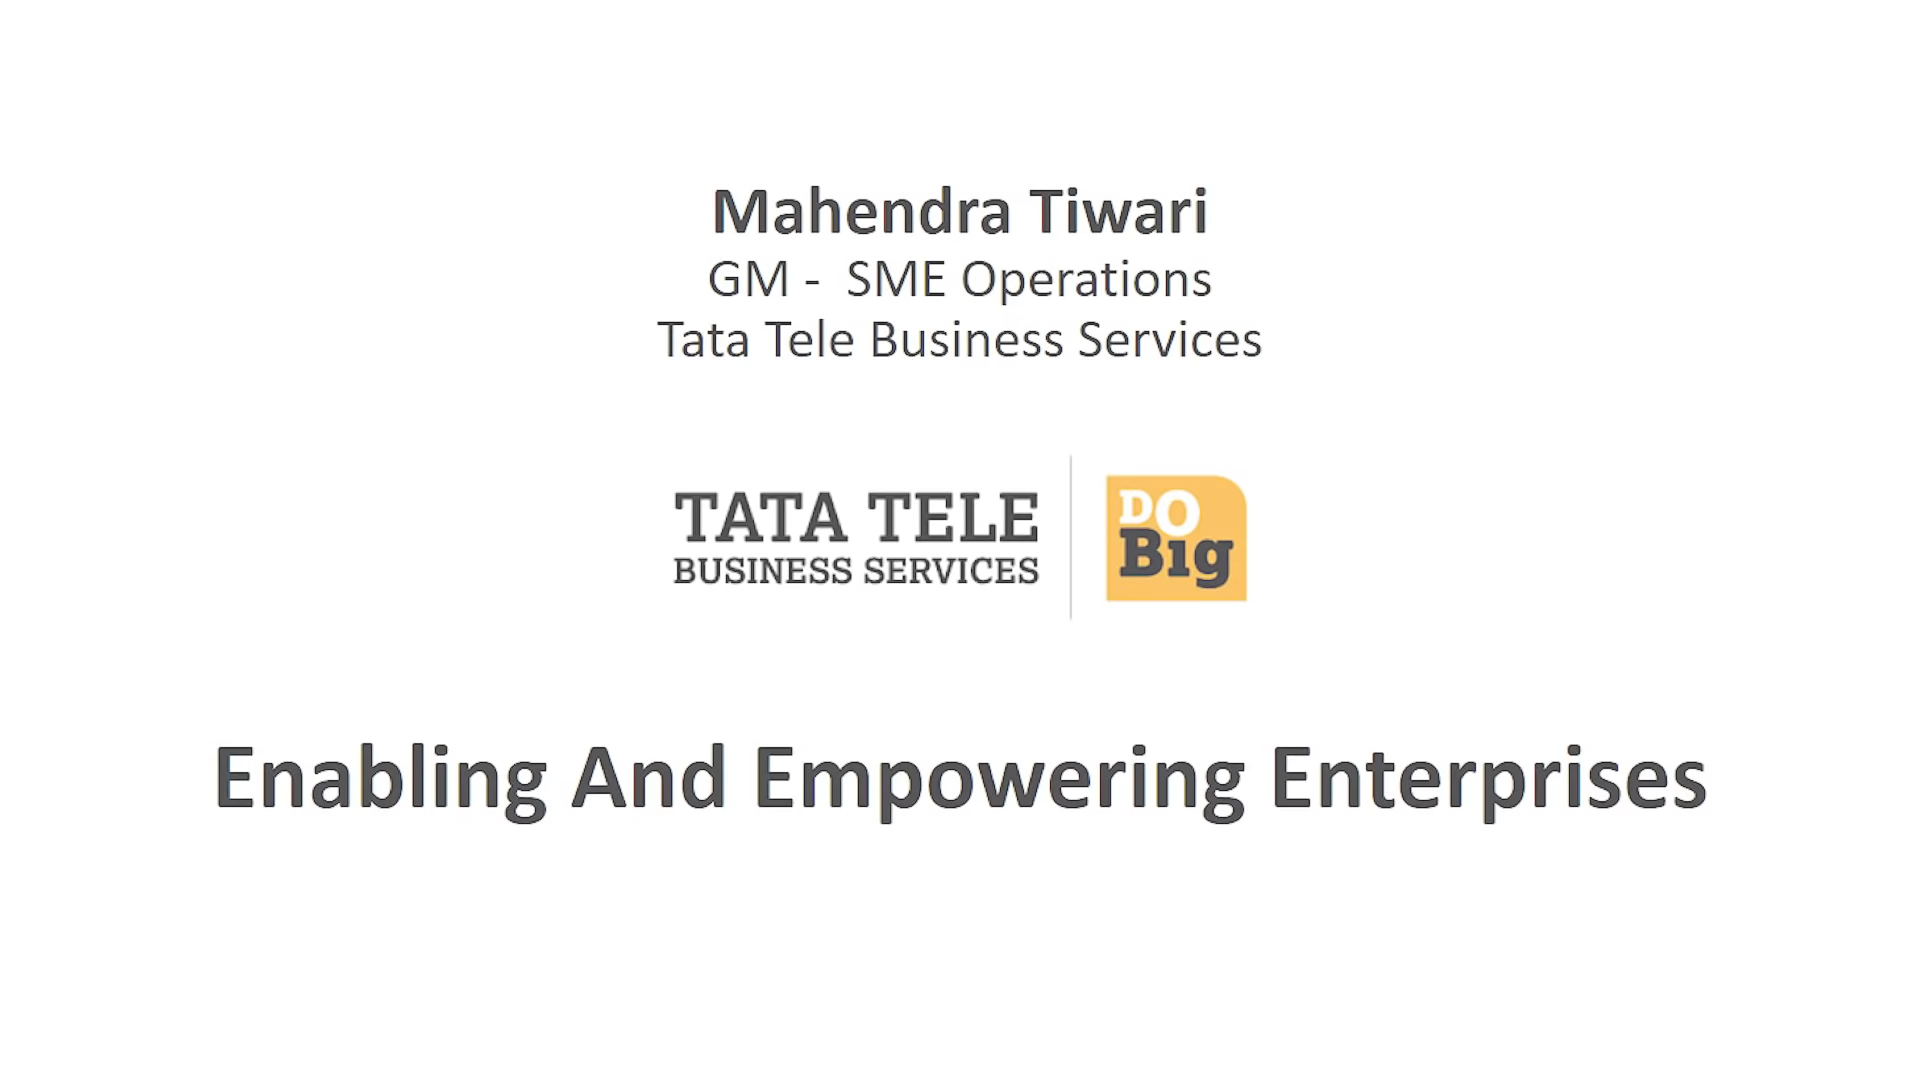 Mahendra Tiwari
GM -  SME Operations
Tata Tele Business Services
TATA TELE
BUSINESS SERVICES
DO
Big
Enabling And Empowering Enterprises